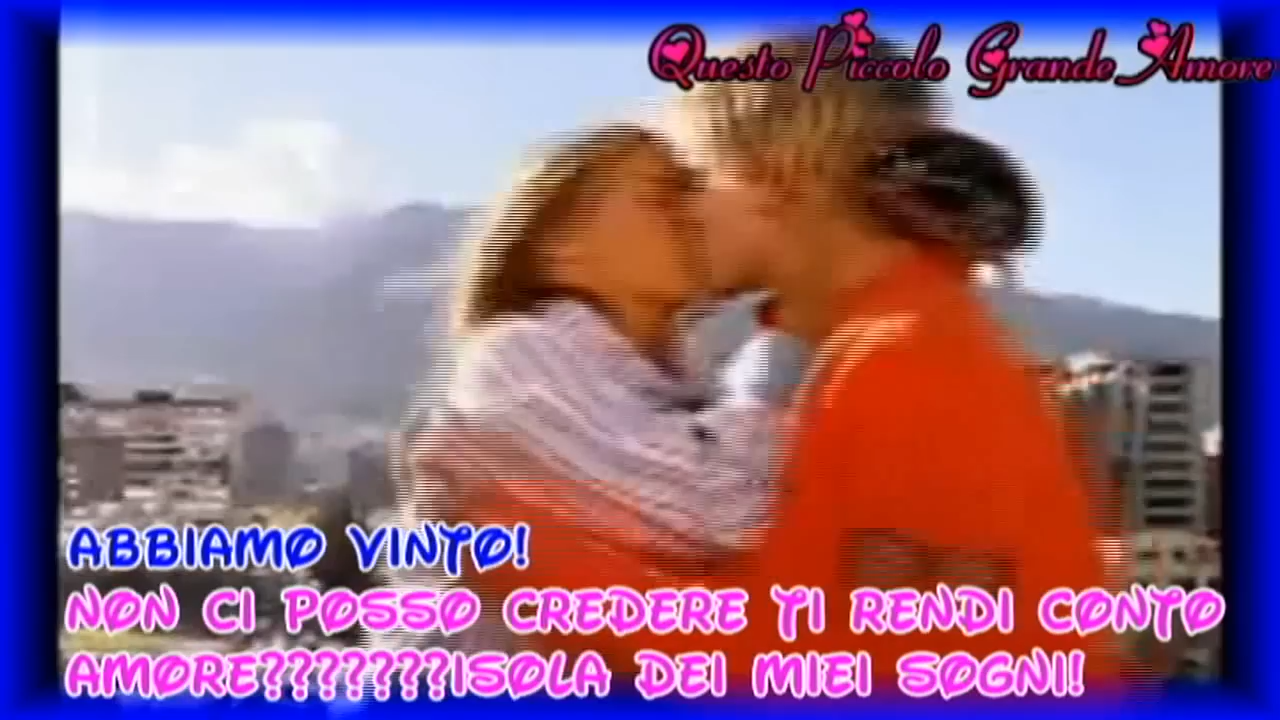 Questo Piccolo Grande Amore
ABBIAMO VINTO!
NON CI POSSO CREDERE TI RENDI CONTO
AMORE???????ISOLA DEI MIEI SOGNI!